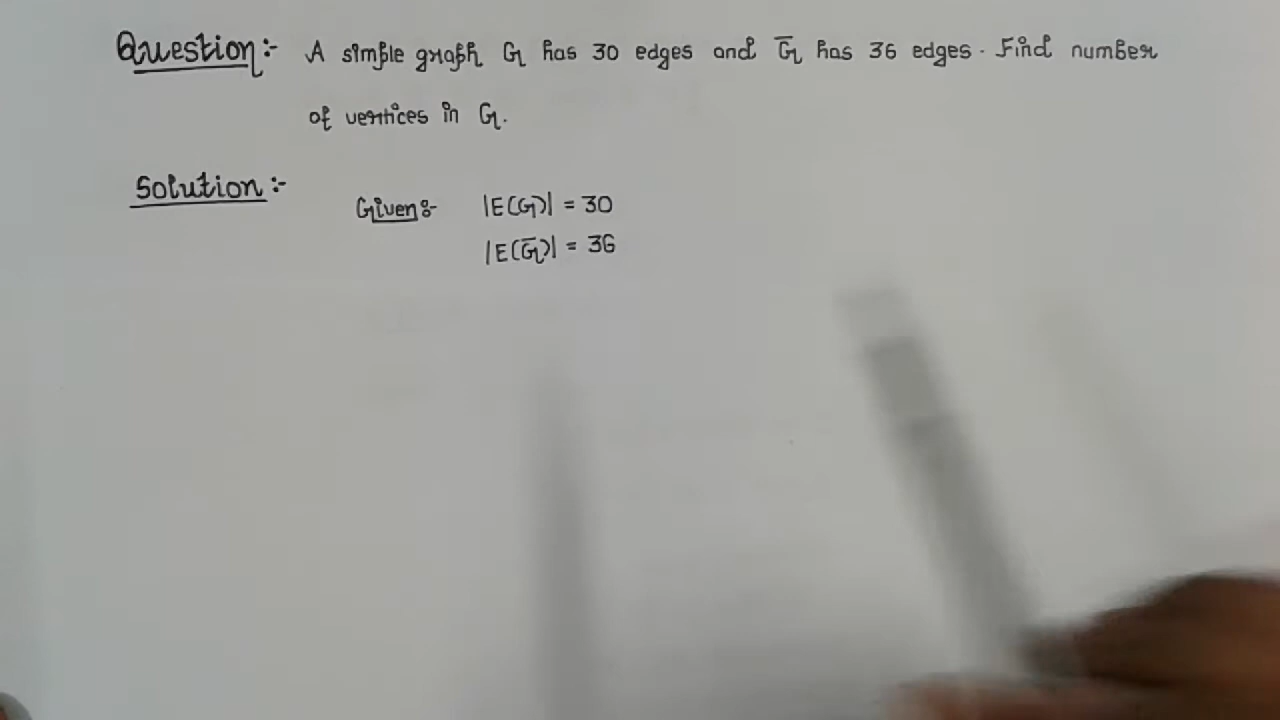 Question:- A simple graph G has 30 edges and G̅ has 36 edges. Find number
of vertices in G.
Solution:-
Given:- |E(G)| = 30
|E(G̅)| = 36